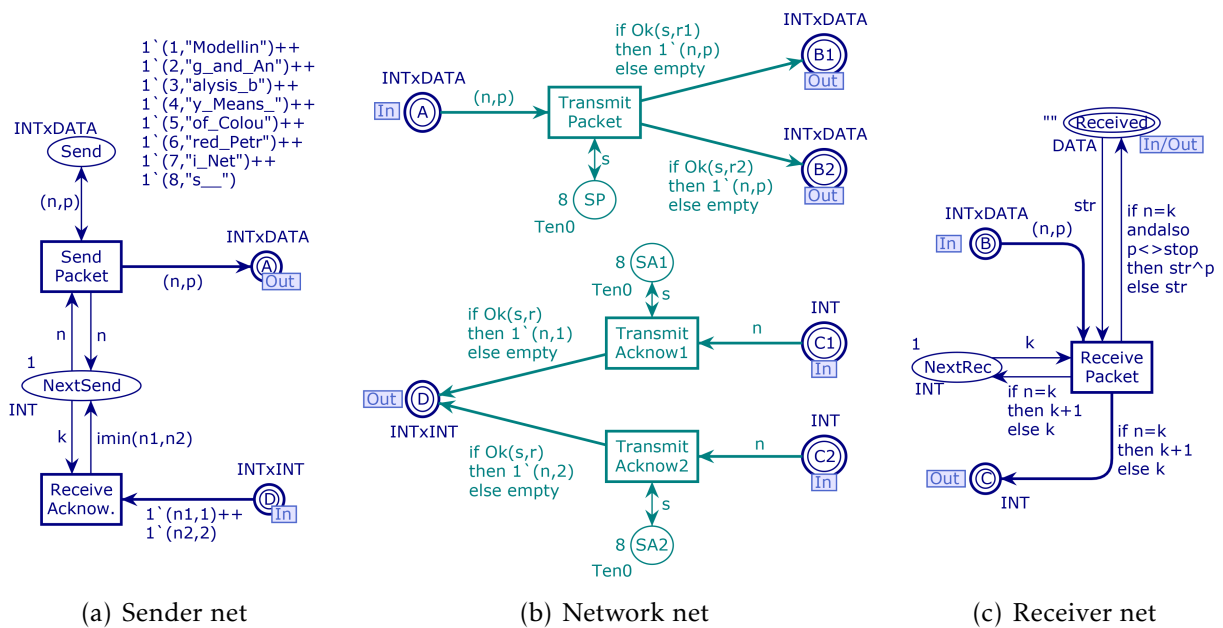 1`(1,"Modellin")++
1`(2,"g_and_An")++
1`(3,"alysis_b")++
1`(4,"y_Means_")++
1`(5,"of_Colou")++
1`(6,"red_Petr")++
1`(7,"i_Net")++
1`(8,"s__")
INTxDATA
Send
(n,p)
Send
Packet
INTxDATA
A
Out
(n,p)
n
n
1
NextSend
INT
k
imin(n1,n2)
Receive
Acknow.
INTxINT
D
In
1`(n1,1)++
1`(n2,2)
(a) Sender net
INTxDATA
In
A
(n,p)
Transmit
Packet
if Ok(s,r1)
then 1`(n,p)
else empty
INTxDATA
B1
Out
INTxDATA
B2
Out
if Ok(s,r2)
then 1`(n,p)
else empty
s
8
SP
Ten0
8
SA1
Ten0
s
if Ok(s,r)
then 1`(n,1)
else empty
Transmit
Acknow1
n
INT
C1
In
Out
D
INTxINT
INT
C2
In
n
Transmit
Acknow2
if Ok(s,r)
then 1`(n,2)
else empty
s
8
SA2
Ten0
(b) Network net
""
Received
DATA
In/Out
str
if n=k
andalso
p<>stop
then str^p
else str
INTxDATA
In
B
(n,p)
1
NextRec
INT
k
if n=k
then k+1
else k
Receive
Packet
if n=k
then k+1
else k
Out
C
INT
(c) Receiver net